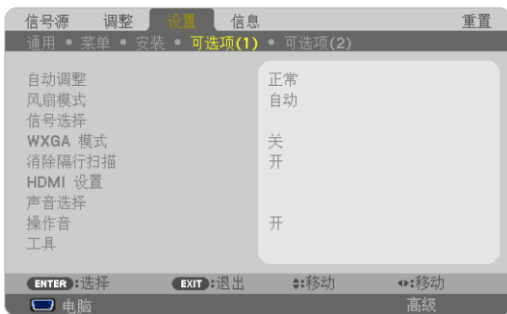 信号源 调整 设置 信息 重置
通用 • 菜单 • 安装 • 可选项(1) • 可选项(2)
自动调整 正常
风扇模式 自动
信号选择
WXGA 模式 关
消除隔行扫描 开
HDMI 设置
声音选择
操作音 开
工具
ENTER :选择 EXIT :退出 :移动 :移动
电脑 高级